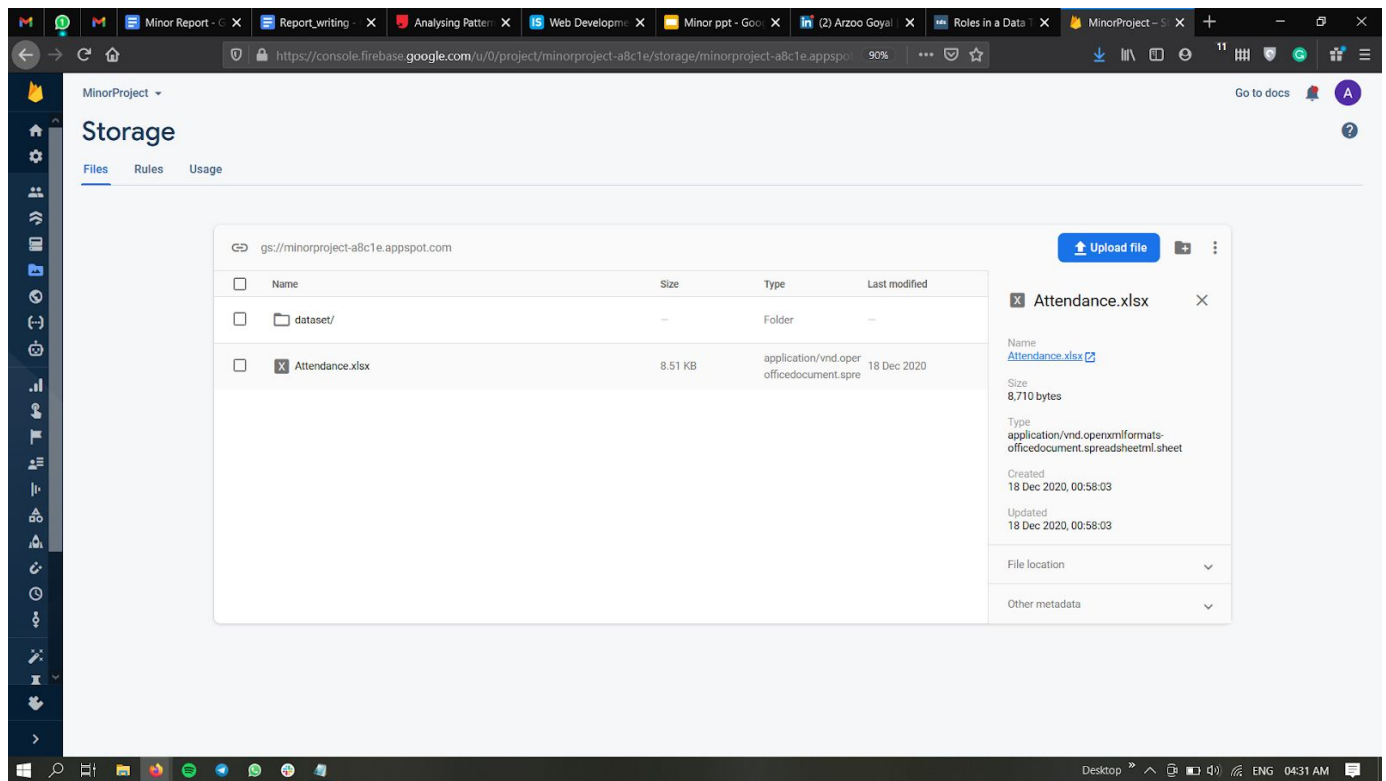 Minor Report - G
Report_writing -
Analysing Pattern
Web Developme
Minor ppt - Goo
(2) Arzoo Goyal |
Roles in a Data T
MinorProject – S
https://console.firebase.google.com/u/0/project/minorproject-a8c1e/storage/minorproject-a8c1e.appspo
90%
11
MinorProject
Go to docs
A
Storage
Files Rules Usage
gs://minorproject-a8c1e.appspot.com
Upload file
Name Size Type Last modified
dataset/ – Folder –
Attendance.xlsx 8.51 KB application/vnd.oper officedocument.spre 18 Dec 2020
X Attendance.xlsx
Name
Attendance.xlsx
Size
8,710 bytes
Type
application/vnd.openxmlformats-
officedocument.spreadsheetml.sheet
Created
18 Dec 2020, 00:58:03
Updated
18 Dec 2020, 00:58:03
File location
Other metadata
Desktop
ENG 04:31 AM